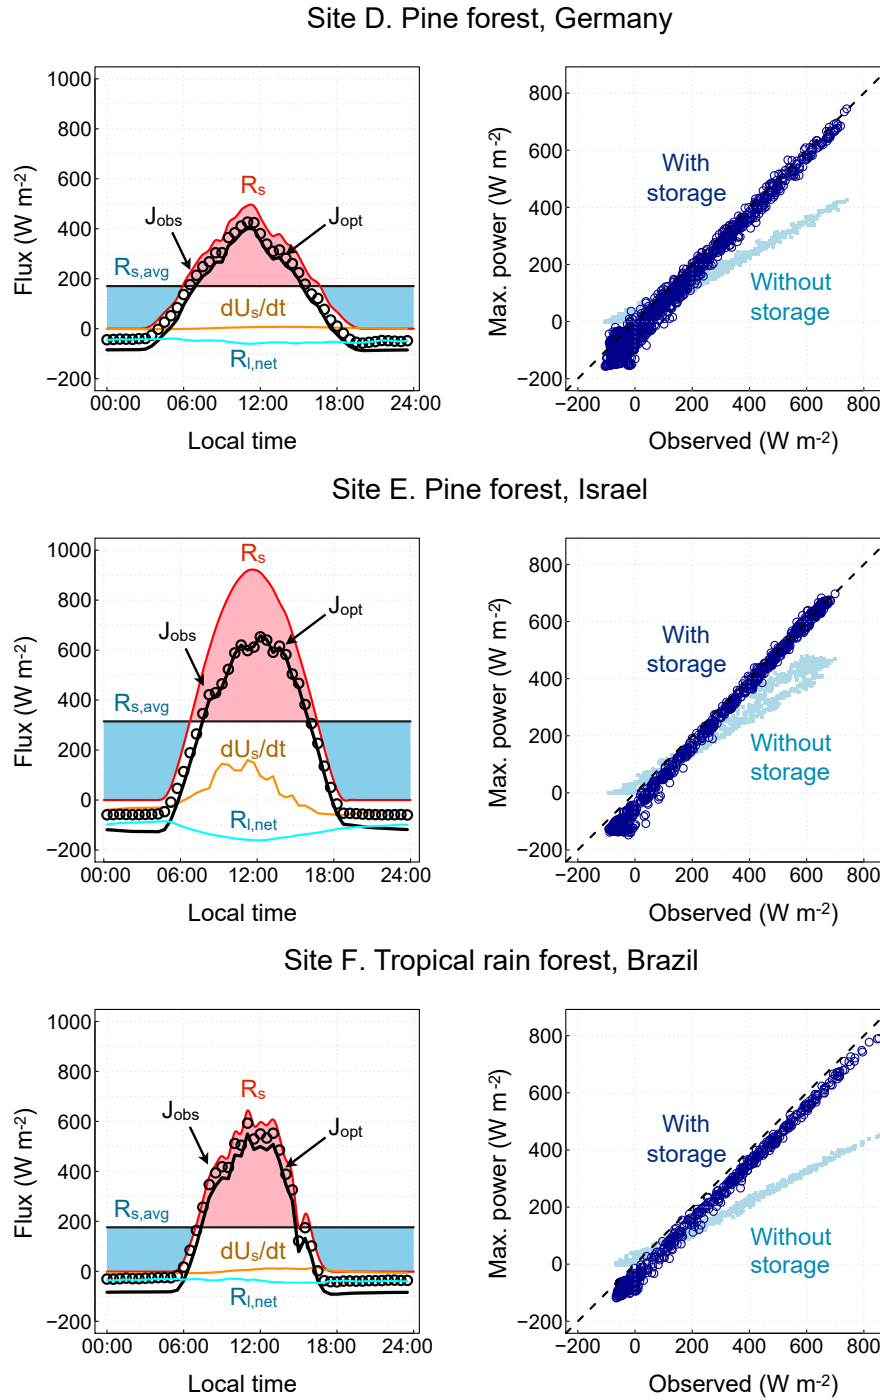 Site D. Pine forest, Germany
1000
800
600
400
200
0
−200
Flux (W m-2)
Rs
Jobs
Jopt
Rs,avg
dUs/dt
Rl,net
00:00 06:00 12:00 18:00 24:00
Local time
800
600
400
200
0
−200
Max. power (W m-2)
With
storage
Without
storage
−200 0 200 400 600 800
Observed (W m-2)
Site E. Pine forest, Israel
1000
800
600
400
200
0
−200
Flux (W m-2)
Rs
Jobs
Jopt
Rs,avg
dUs/dt
Rl,net
00:00 06:00 12:00 18:00 24:00
Local time
800
600
400
200
0
−200
Max. power (W m-2)
With
storage
Without
storage
−200 0 200 400 600 800
Observed (W m-2)
Site F. Tropical rain forest, Brazil
1000
800
600
400
200
0
−200
Flux (W m-2)
Rs
Jobs
Jopt
Rs,avg
dUs/dt
Rl,net
00:00 06:00 12:00 18:00 24:00
Local time
800
600
400
200
0
−200
Max. power (W m-2)
With
storage
Without
storage
−200 0 200 400 600 800
Observed (W m-2)